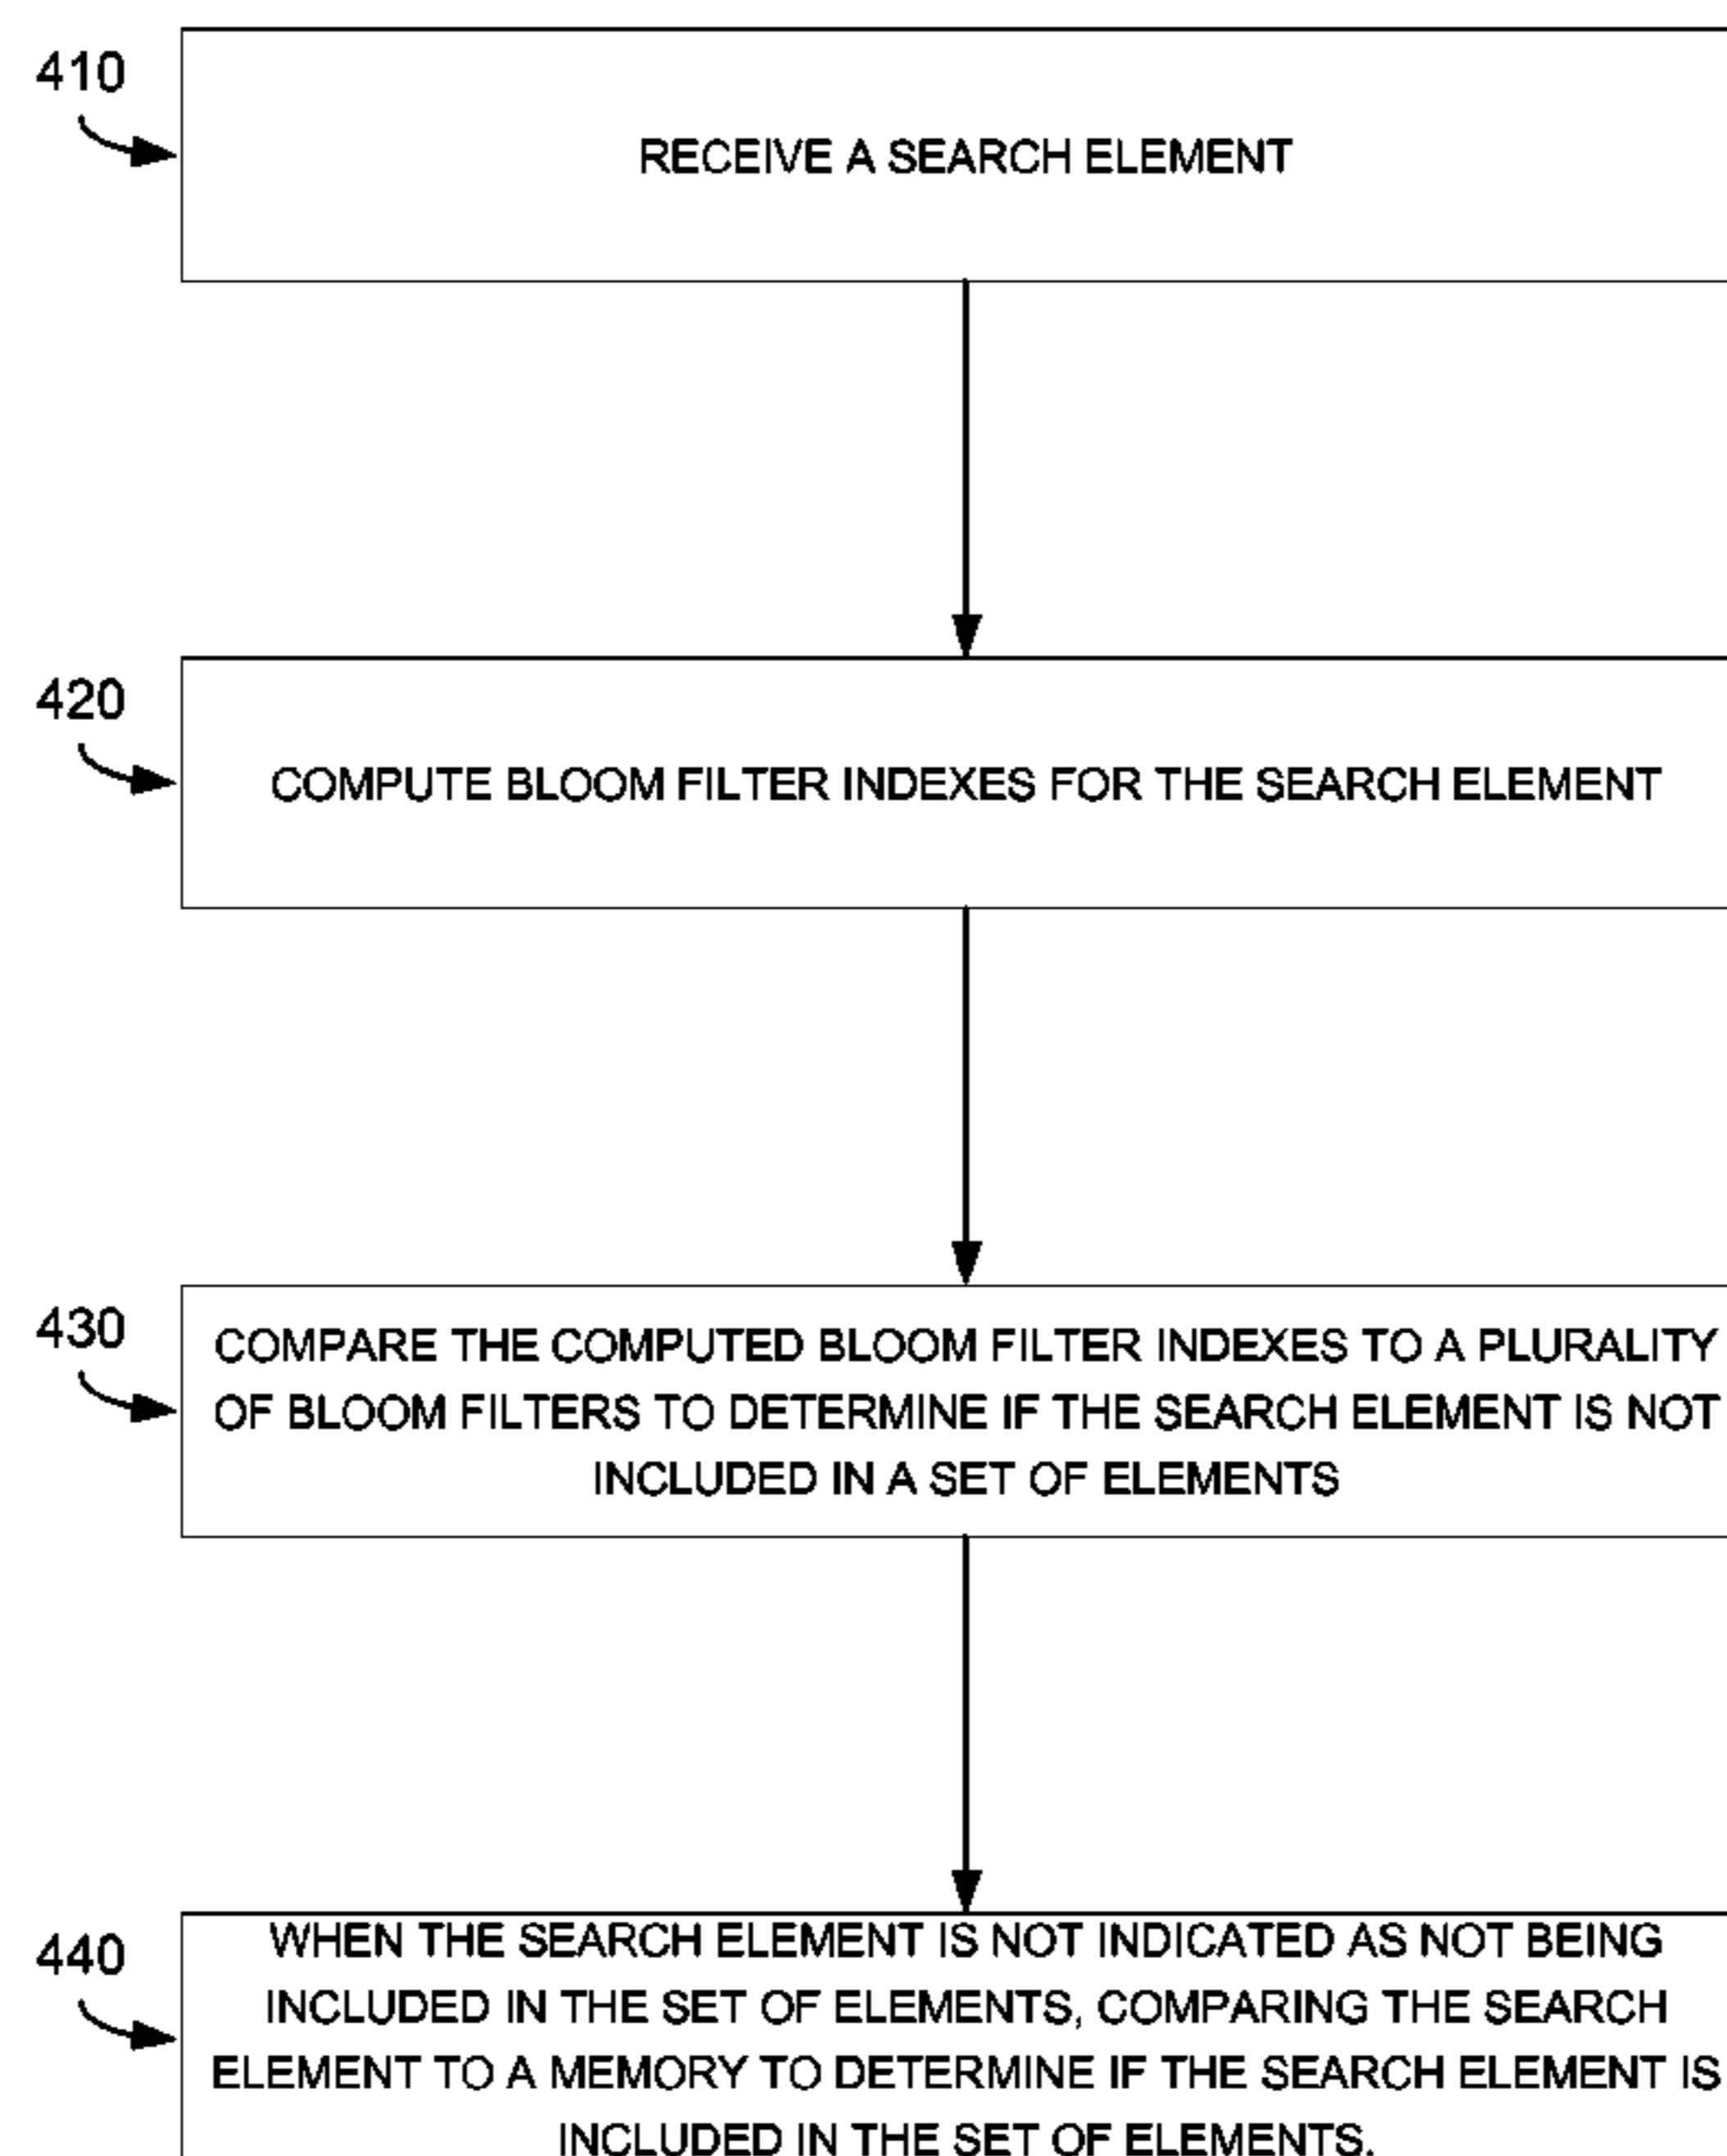 410
RECEIVE A SEARCH ELEMENT
420
COMPUTE BLOOM FILTER INDEXES FOR THE SEARCH ELEMENT
430
COMPARE THE COMPUTED BLOOM FILTER INDEXES TO A PLURALITY
OF BLOOM FILTERS TO DETERMINE IF THE SEARCH ELEMENT IS NOT
INCLUDED IN A SET OF ELEMENTS
440
WHEN THE SEARCH ELEMENT IS NOT INDICATED AS NOT BEING
INCLUDED IN THE SET OF ELEMENTS, COMPARING THE SEARCH
ELEMENT TO A MEMORY TO DETERMINE IF THE SEARCH ELEMENT IS
INCLUDED IN THE SET OF ELEMENTS.